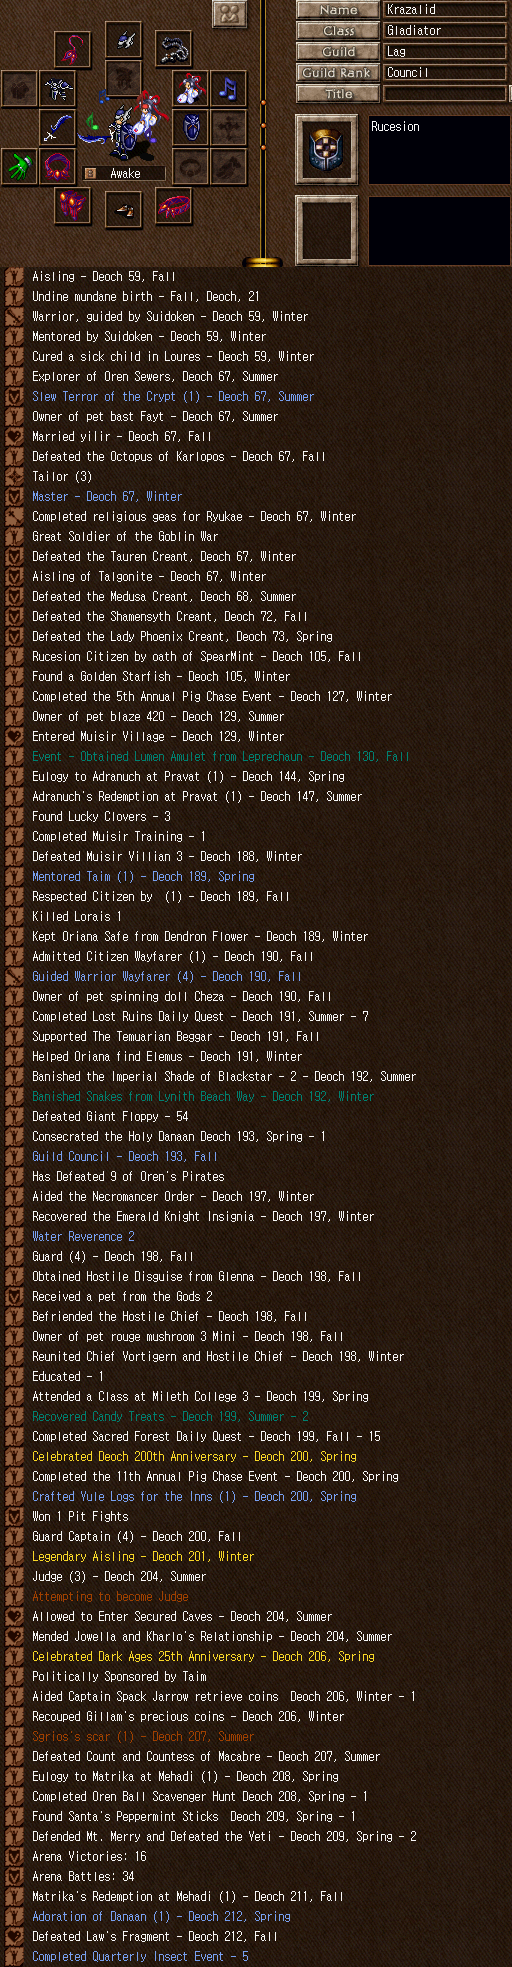 Name
Krazalid
Class
Gladiator
Guild
Lag
Guild Rank
Council
Title
Rucesion
Awake
Aisling - Deoch 59, Fall
Undine mundane birth - Fall, Deoch, 21
Warrior, guided by Suidoken - Deoch 59, Winter
Mentored by Suidoken - Deoch 59, Winter
Cured a sick child in Loures - Deoch 59, Winter
Explorer of Oren Sewers, Deoch 67, Summer
Slew Terror of the Crypt (1) - Deoch 67, Summer
Owner of pet bast Fayt - Deoch 67, Summer
Married yilir - Deoch 67, Fall
Defeated the Octopus of Karlopos - Deoch 67, Fall
Tailor (3)
Master - Deoch 67, Winter
Completed religious geas for Ryukae - Deoch 67, Winter
Great Soldier of the Goblin War
Defeated the Tauren Creant, Deoch 67, Winter
Aisling of Talgonite - Deoch 67, Winter
Defeated the Medusa Creant, Deoch 68, Summer
Defeated the Shamensyth Creant, Deoch 72, Fall
Defeated the Lady Phoenix Creant, Deoch 73, Spring
Rucesion Citizen by oath of SpearMint - Deoch 105, Fall
Found a Golden Starfish - Deoch 105, Winter
Completed the 5th Annual Pig Chase Event - Deoch 127, Winter
Owner of pet blaze 420 - Deoch 129, Summer
Entered Muisir Village - Deoch 129, Winter
Event - Obtained Lumen Amulet from Leprechaun - Deoch 130, Fall
Eulogy to Adranuch at Pravat (1) - Deoch 144, Spring
Adranuch's Redemption at Pravat (1) - Deoch 147, Summer
Found Lucky Clovers - 3
Completed Muisir Training - 1
Defeated Muisir Villian 3 - Deoch 188, Winter
Mentored Taim (1) - Deoch 189, Spring
Respected Citizen by  (1) - Deoch 189, Fall
Killed Lorais 1
Kept Oriana Safe from Dendron Flower - Deoch 189, Winter
Admitted Citizen Wayfarer (1) - Deoch 190, Fall
Guided Warrior Wayfarer (4) - Deoch 190, Fall
Owner of pet spinning doll Cheza - Deoch 190, Fall
Completed Lost Ruins Daily Quest - Deoch 191, Summer - 7
Supported The Temuarian Beggar - Deoch 191, Fall
Helped Oriana find Elemus - Deoch 191, Winter
Banished the Imperial Shade of Blackstar - 2 - Deoch 192, Summer
Banished Snakes from Lynith Beach Way - Deoch 192, Winter
Defeated Giant Floppy - 54
Consecrated the Holy Danaan Deoch 193, Spring - 1
Guild Council - Deoch 193, Fall
Has Defeated 9 of Oren's Pirates
Aided the Necromancer Order - Deoch 197, Winter
Recovered the Emerald Knight Insignia - Deoch 197, Winter
Water Reverence 2
Guard (4) - Deoch 198, Fall
Obtained Hostile Disguise from Glenna - Deoch 198, Fall
Received a pet from the Gods 2
Befriended the Hostile Chief - Deoch 198, Fall
Owner of pet rouge mushroom 3 Mini - Deoch 198, Fall
Reunited Chief Vortigern and Hostile Chief - Deoch 198, Winter
Educated - 1
Attended a Class at Mileth College 3 - Deoch 199, Spring
Recovered Candy Treats - Deoch 199, Summer - 2
Completed Sacred Forest Daily Quest - Deoch 199, Fall - 15
Celebrated Deoch 200th Anniversary - Deoch 200, Spring
Completed the 11th Annual Pig Chase Event - Deoch 200, Spring
Crafted Yule Logs for the Inns (1) - Deoch 200, Spring
Won 1 Pit Fights
Guard Captain (4) - Deoch 200, Fall
Legendary Aisling - Deoch 201, Winter
Judge (3) - Deoch 204, Summer
Attempting to become Judge
Allowed to Enter Secured Caves - Deoch 204, Summer
Mended Jowella and Kharlo's Relationship - Deoch 204, Summer
Celebrated Dark Ages 25th Anniversary - Deoch 206, Spring
Politically Sponsored by Taim
Aided Captain Spack Jarrow retrieve coins  Deoch 206, Winter - 1
Recouped Gillam's precious coins - Deoch 206, Winter
Sgrios's scar (1) - Deoch 207, Summer
Defeated Count and Countess of Macabre - Deoch 207, Summer
Eulogy to Matrika at Mehadi (1) - Deoch 208, Spring
Completed Oren Ball Scavenger Hunt Deoch 208, Spring - 1
Found Santa's Peppermint Sticks  Deoch 209, Spring - 1
Defended Mt. Merry and Defeated the Yeti - Deoch 209, Spring - 2
Arena Victories: 16
Arena Battles: 34
Matrika's Redemption at Mehadi (1) - Deoch 211, Fall
Adoration of Danaan (1) - Deoch 212, Spring
Defeated Law's Fragment - Deoch 212, Fall
Completed Quarterly Insect Event - 5